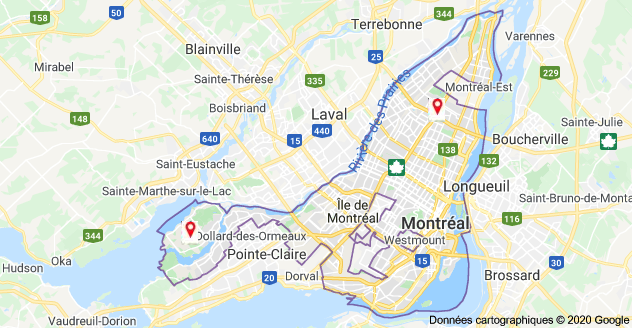 158
50
Terrebonne
Varennes
Blainville
25
Mirabel
Sainte-Thérèse
335
229
Montréal-Est
Boisbriand
Laval
Rivière des Prairies
148
440
Sainte-Julie
640
15
138
Boucherville
132
Saint-Eustache
344
Sainte-Marthe-sur-le-Lac
Longueuil
Île de
Montréal
Saint-Bruno-de-Monta
Montréal
116
344
Dollard-des-Ormeaux
Westmount
Oka
Pointe-Claire
15
30
Hudson
20
Dorval
Brossard
Vaudreuil-Dorion
Données cartographiques © 2020 Google